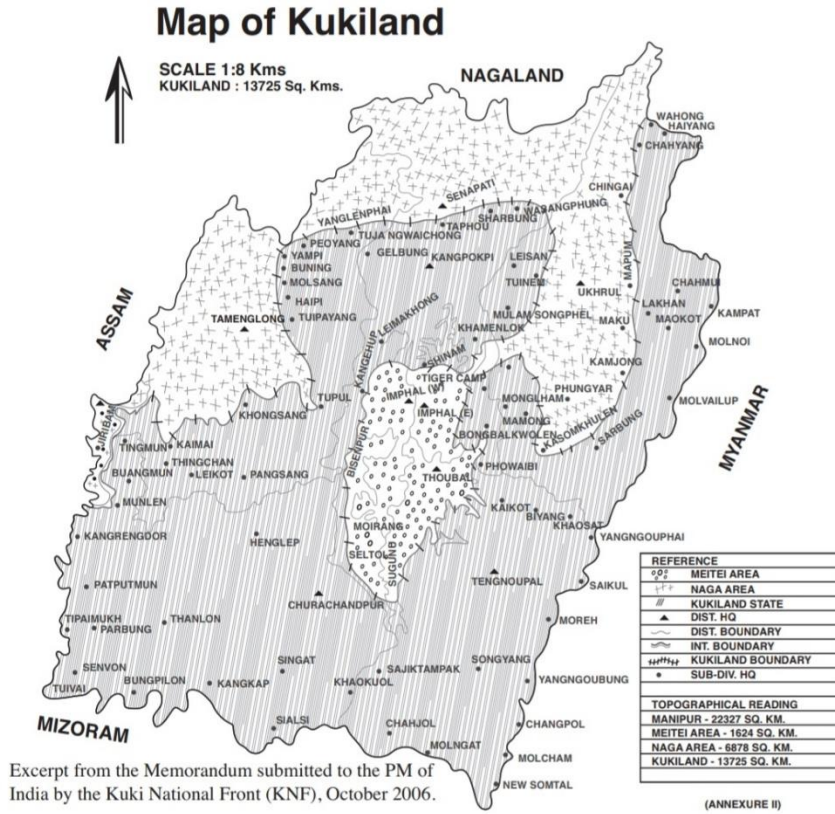 Map of Kukiland
SCALE 1:8 Kms
KUKILAND : 13725 Sq. Kms.
NAGALAND
WAHONG
HAIYANG
CHAHYANG
CHINGAI
SENAPATI
WASANGPHUNG
SHARBUNG
YANGLENPHAI
TAPHOU
TUJA NGWAICHONG
PEOYANG
GELBUNG
KANGPOKPI
LEISAN
YAMPI
BUNING
MOLSANG
TUINEM
UKHRUL
MAPUM
CHAHMUI
HAIPI
LAKHAN
KAMPAT
TAMENGLONG
TUIPAYANG
LEIMAKHONG
MULAM
SONGPHEL
MAKU
MAOKOT
ASSAM
KHAMENLOK
MOLNOI
KANGEHUP
SHINAM
KAMJONG
TIGER CAMP
IMPHAL (W)
PHUNGYAR
TUPUL
MONGLHAM
MOLVAILUP
MYANMAR
KHONGSANG
IMPHAL (E)
MAMONG
JIRIBAM
BONGBALKWOLEN
KASOMKHULEN
SARBUNG
TINGMUN
KAIMAI
BISENPUR
THINGCHAN
PHOWAIBI
BUANGMUN
LEIKOT
PANGSANG
THOUBAL
MUNLEN
KAIKOT
BIYANG
KHAOSAT
MOIRANG
KANGRENGDOR
HENGLEP
YANGNGOUPHAI
SELTOL
SUGUNU
TENGNOUPAL
SAIKUL
PATPUTMUN
CHURACHANDPUR
TIPAIMUKH
PARBUNG
THANLON
MOREH
SENVON
SINGAT
SAJIKTAMPAK
SONGYANG
TUIVAI
BUNGPILON
KANGKAP
KHAOKUOL
YANGNGOUBUNG
MIZORAM
SIALSI
CHAHJOL
CHANGPOL
MOLNGAT
MOLCHAM
NEW SOMTAL
REFERENCE
MEITEI AREA
NAGA AREA
KUKILAND STATE
DIST. HQ
DIST. BOUNDARY
INT. BOUNDARY
KUKILAND BOUNDARY
SUB-DIV. HQ
TOPOGRAPHICAL READING
MANIPUR - 22327 SQ. KM.
MEITEI AREA - 1624 SQ. KM.
NAGA AREA - 6878 SQ. KM.
KUKILAND - 13725 SQ. KM.
Excerpt from the Memorandum submitted to the PM of
India by the Kuki National Front (KNF), October 2006.
(ANNEXURE II)